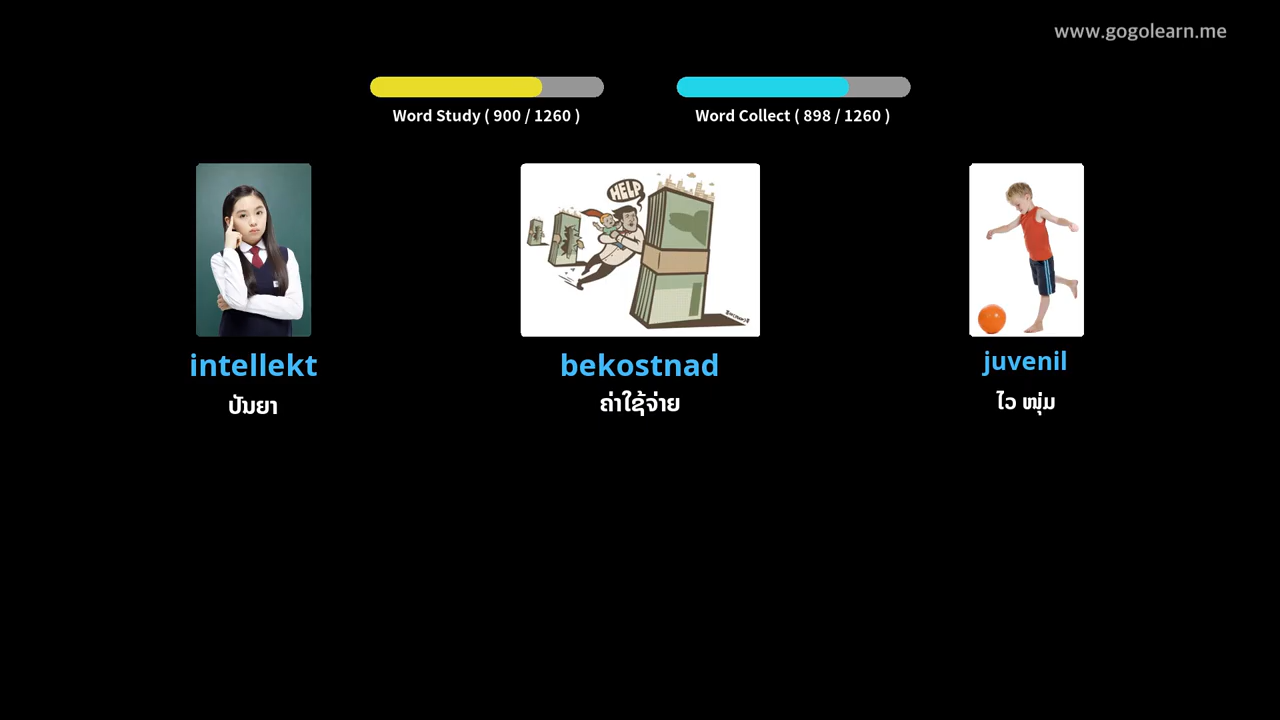 www.gogolearn.me
Word Study ( 900 / 1260 )
Word Collect ( 898 / 1260 )
HELP
intellekt
bekostnad
juvenil
ປັນຍາ
ຄ່າໃຊ້ຈ່າຍ
ໄວ ໜຸ່ມ